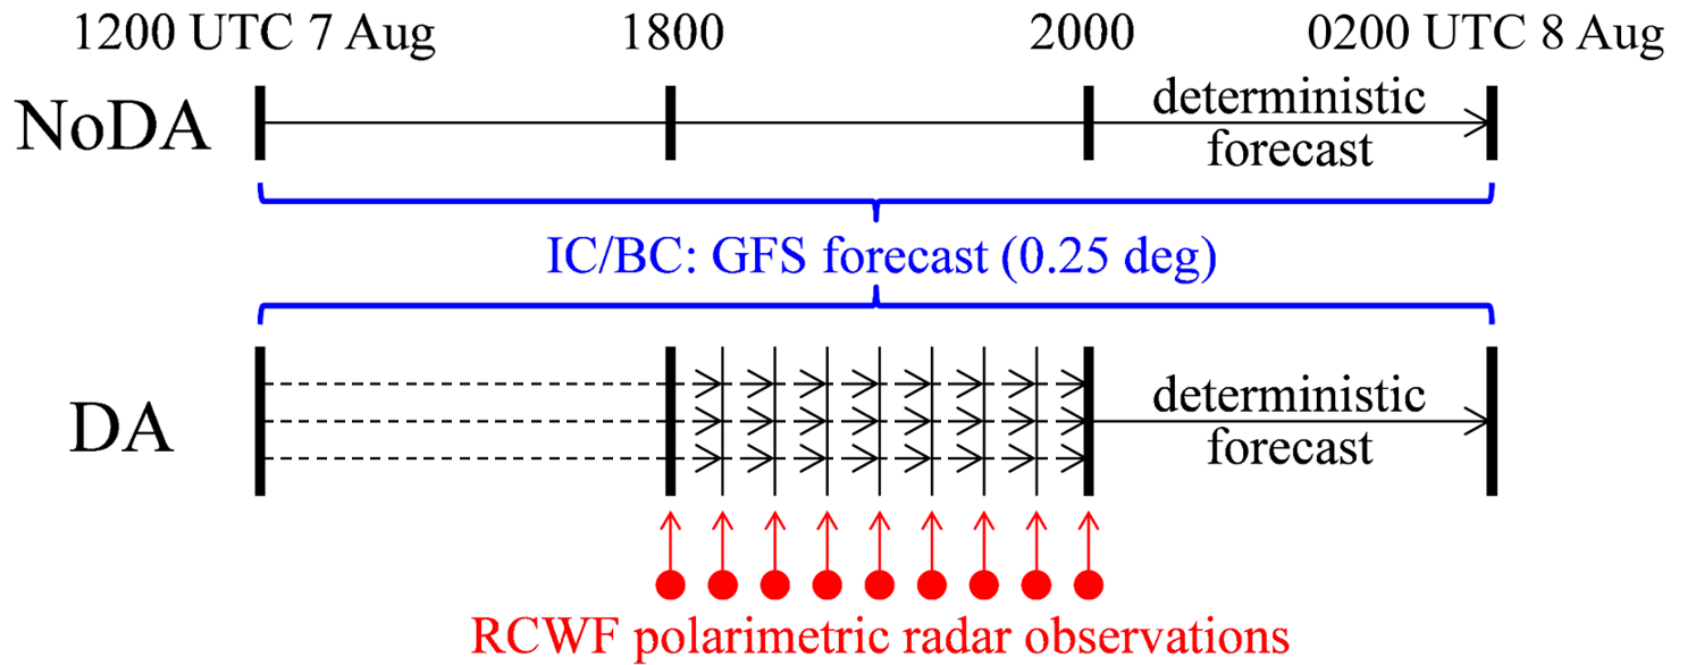 1200 UTC 7 Aug 1800 2000 0200 UTC 8 Aug
NoDA
deterministic
forecast
IC/BC: GFS forecast (0.25 deg)
DA
deterministic
forecast
RCWF polarimetric radar observations